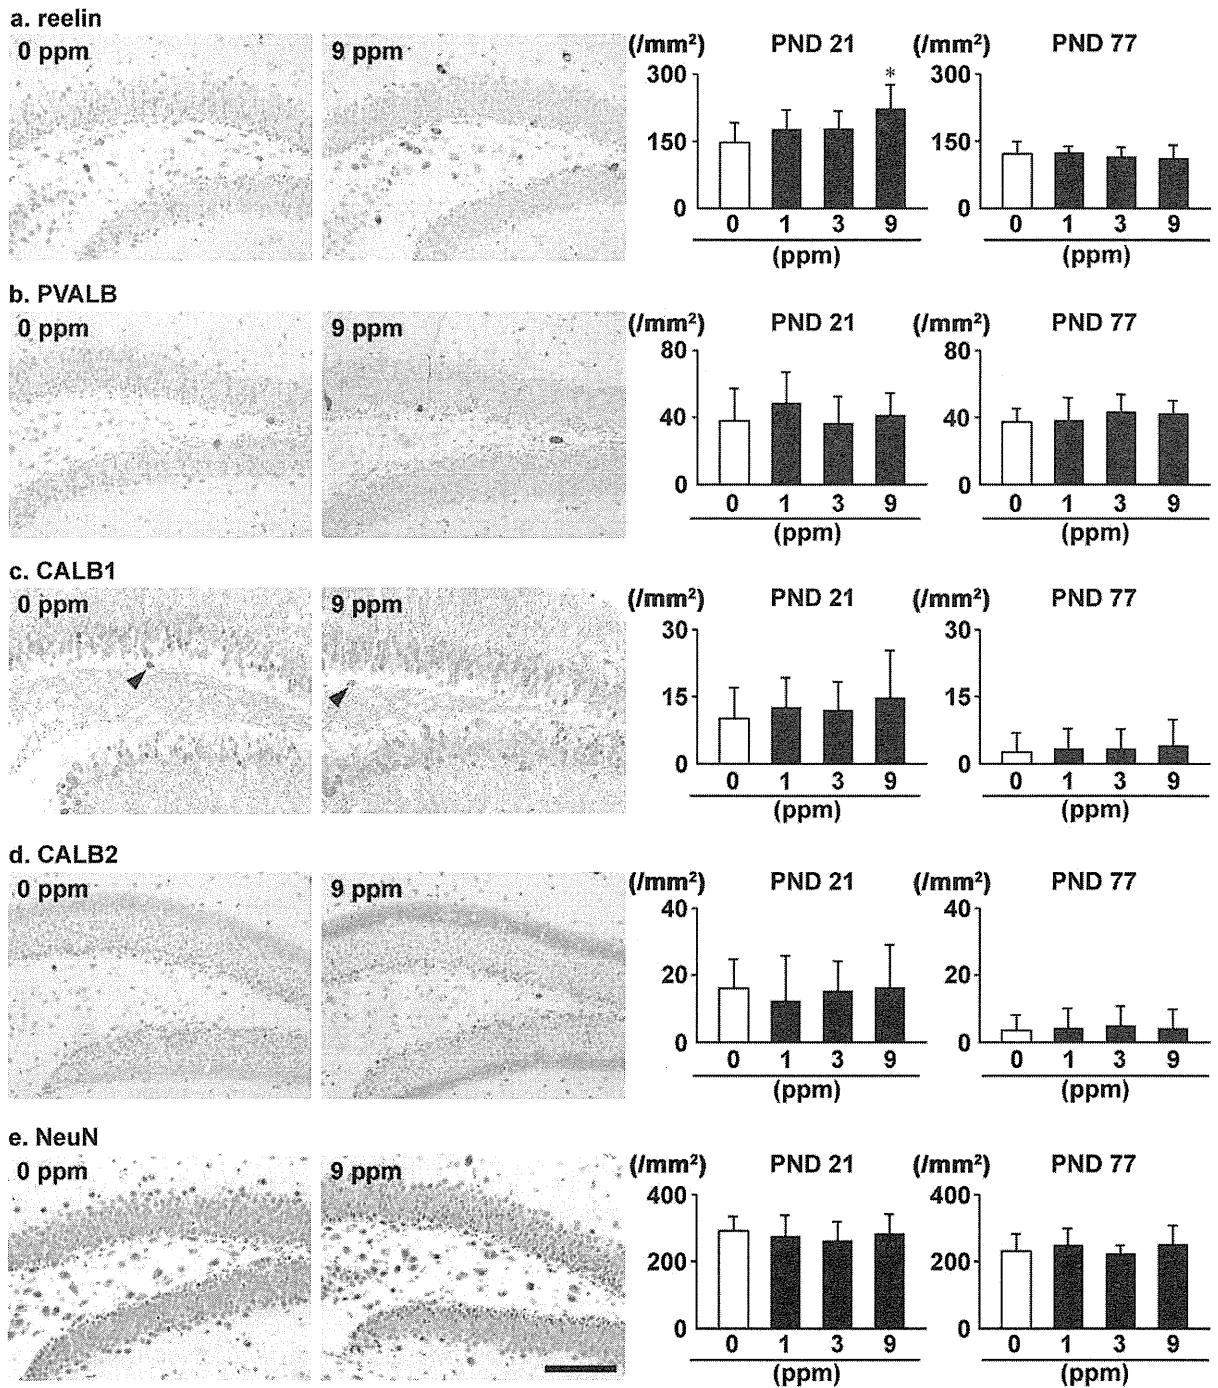 a. reelin
0 ppm
9 ppm
(/mm²)
PND 21
(/mm²)
PND 77
300
150
0
*
0 1 3 9
(ppm)
300
150
0
0 1 3 9
(ppm)
b. PVALB
0 ppm
9 ppm
(/mm²)
PND 21
(/mm²)
PND 77
80
40
0
0 1 3 9
(ppm)
80
40
0
0 1 3 9
(ppm)
c. CALB1
0 ppm
9 ppm
(/mm²)
PND 21
(/mm²)
PND 77
30
15
0
0 1 3 9
(ppm)
30
15
0
0 1 3 9
(ppm)
d. CALB2
0 ppm
9 ppm
(/mm²)
PND 21
(/mm²)
PND 77
40
20
0
0 1 3 9
(ppm)
40
20
0
0 1 3 9
(ppm)
e. NeuN
0 ppm
9 ppm
(/mm²)
PND 21
(/mm²)
PND 77
400
200
0
0 1 3 9
(ppm)
400
200
0
0 1 3 9
(ppm)